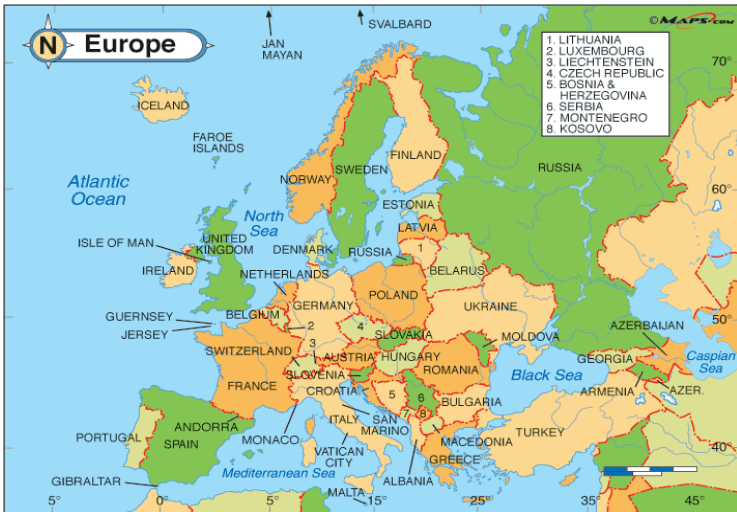 SVALBARD
JAN
MAYAN
©MAPS.COM
N Europe
1. LITHUANIA
2. LUXEMBOURG
3. LIECHTENSTEIN
4. CZECH REPUBLIC
5. BOSNIA &
HERZEGOVINA
6. SERBIA
7. MONTENEGRO
8. KOSOVO
70°
ICELAND
FAROE
ISLANDS
FINLAND
SWEDEN
RUSSIA
NORWAY
Atlantic
Ocean
60°
ESTONIA
North
Sea
LATVIA
ISLE OF MAN
UNITED
KINGDOM
DENMARK
RUSSIA
1
IRELAND
BELARUS
NETHERLANDS
GERMANY
POLAND
UKRAINE
GUERNSEY
JERSEY
BELGIUM
2
4
SLOVAKIA
MOLDOVA
AZERBAIJAN
50°
SWITZERLAND
3
AUSTRIA
HUNGARY
ROMANIA
GEORGIA
Caspian
Sea
SLOVENIA
FRANCE
CROATIA
5
6
Black Sea
ARMENIA
AZER.
BULGARIA
ANDORRA
PORTUGAL
SPAIN
MONACO
ITALY
SAN
MARINO
7
8
TURKEY
VATICAN
CITY
MACEDONIA
40°
GREECE
Mediterranean Sea
ALBANIA
GIBRALTAR
MALTA
5°
0°
5°
15°
25°
35°
45°